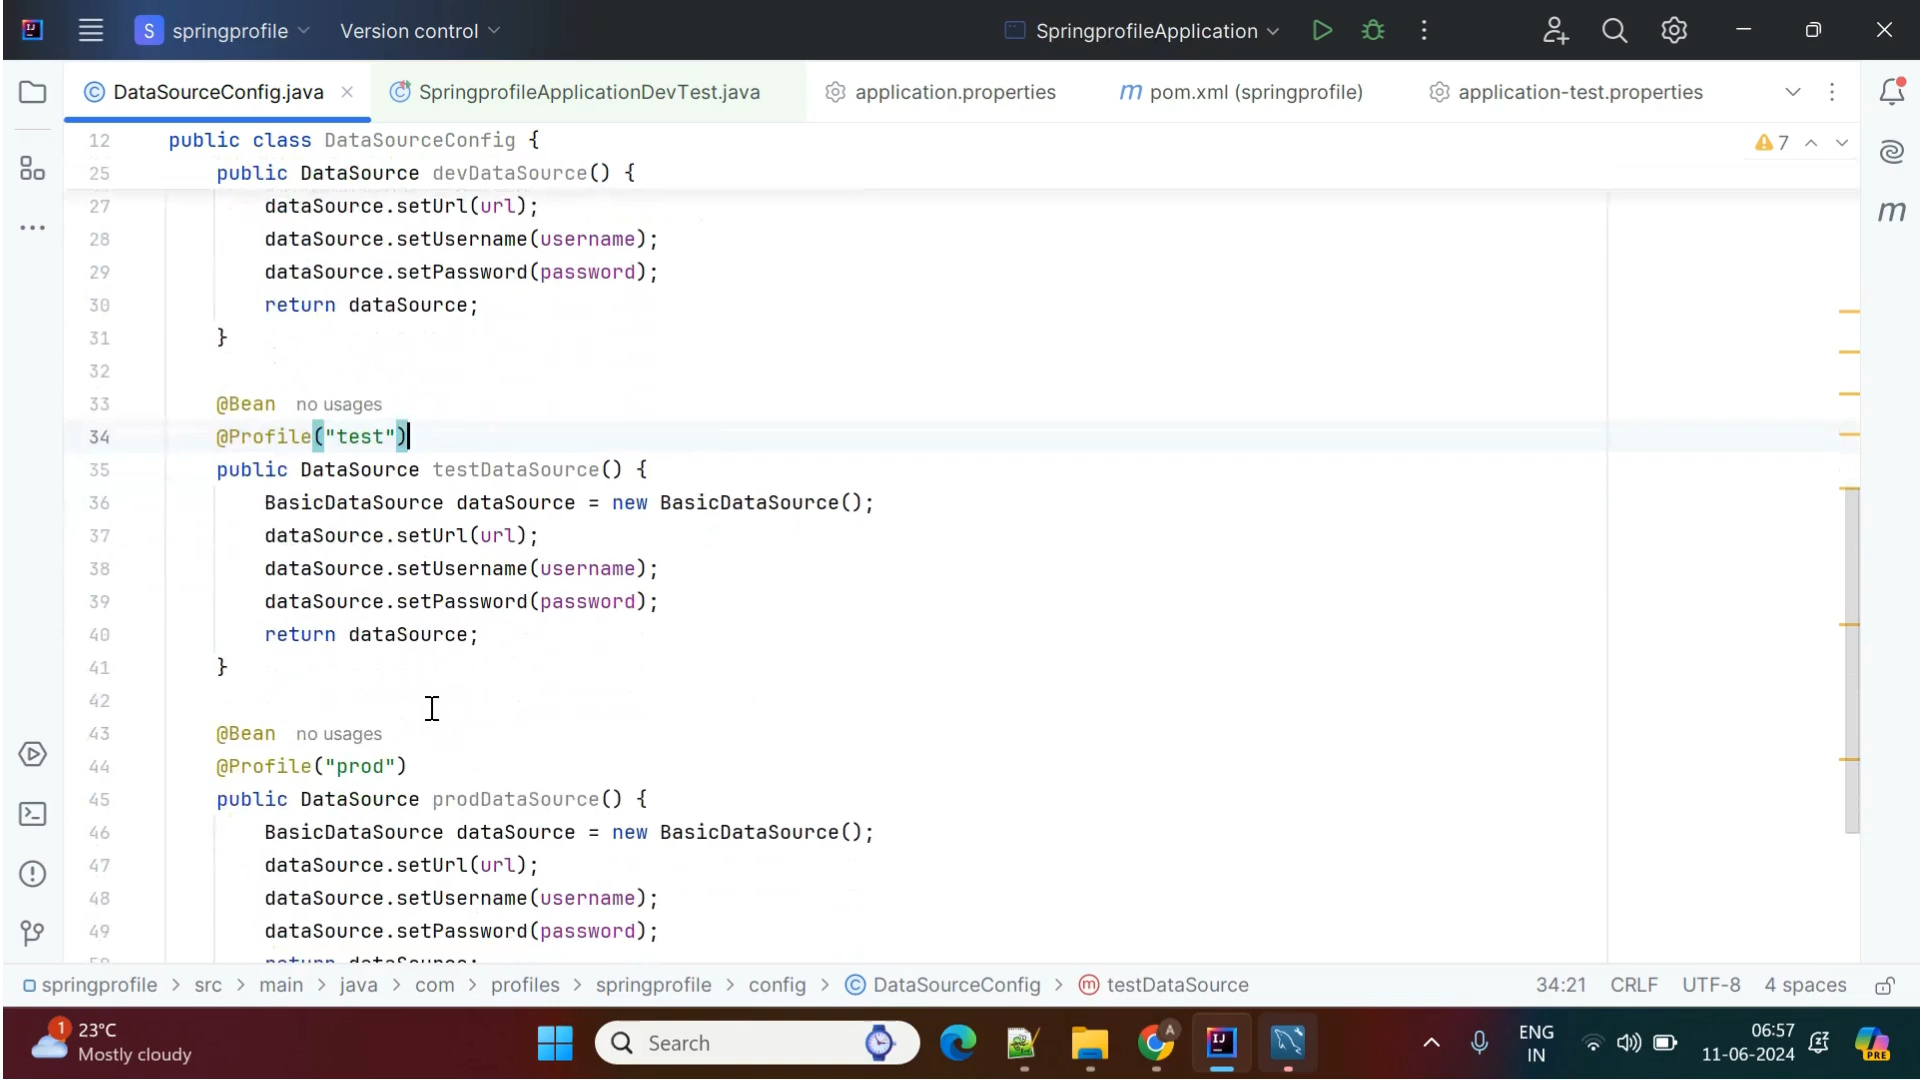 S springprofile Version control SpringprofileApplication
DataSourceConfig.java SpringprofileApplicationDevTest.java application.properties m pom.xml (springprofile) application-test.properties
12 public class DataSourceConfig { 7
25 public DataSource devDataSource() {
27 dataSource.setUrl(url);
28 dataSource.setUsername(username);
29 dataSource.setPassword(password);
30 return dataSource;
31 }
32
33 @Bean no usages
34 @Profile("test")
35 public DataSource testDataSource() {
36 BasicDataSource dataSource = new BasicDataSource();
37 dataSource.setUrl(url);
38 dataSource.setUsername(username);
39 dataSource.setPassword(password);
40 return dataSource;
41 }
42
43 @Bean no usages
44 @Profile("prod")
45 public DataSource prodDataSource() {
46 BasicDataSource dataSource = new BasicDataSource();
47 dataSource.setUrl(url);
48 dataSource.setUsername(username);
49 dataSource.setPassword(password);
springprofile > src > main > java > com > profiles > springprofile > config > DataSourceConfig > testDataSource 34:21 CRLF UTF-8 4 spaces
1 23°C
Mostly cloudy
Search
ENG
IN
06:57
11-06-2024
PRE